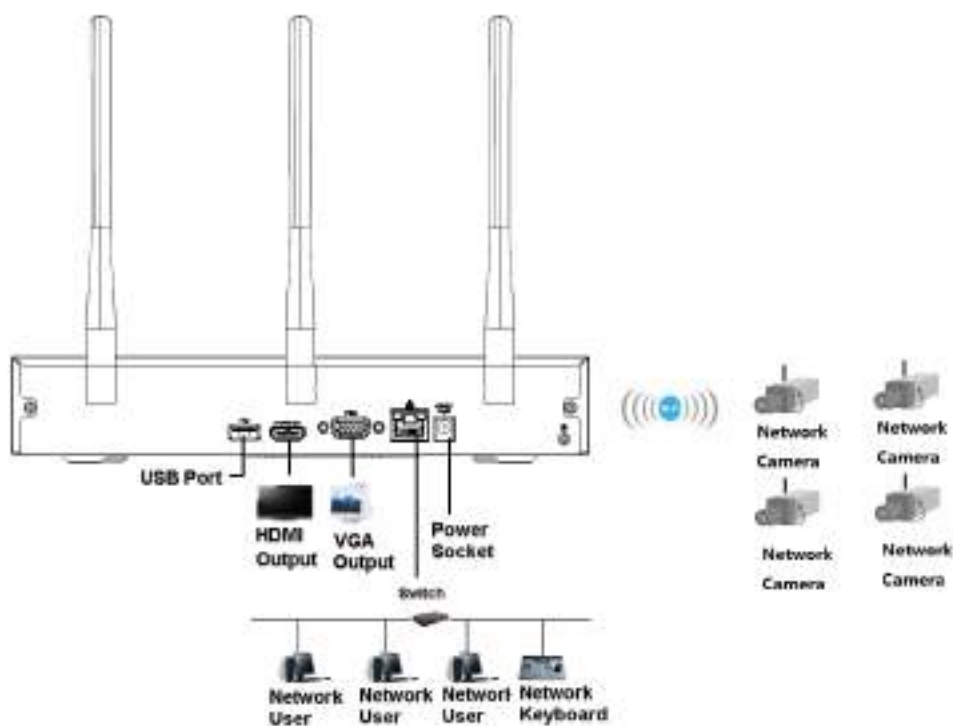 USB Port
HDMI
Output
VGA
Output
Power
Socket
Switch
Network
User
Network
User
Network
User
Network
Keyboard
Network
Camera
Network
Camera
Network
Camera
Network
Camera